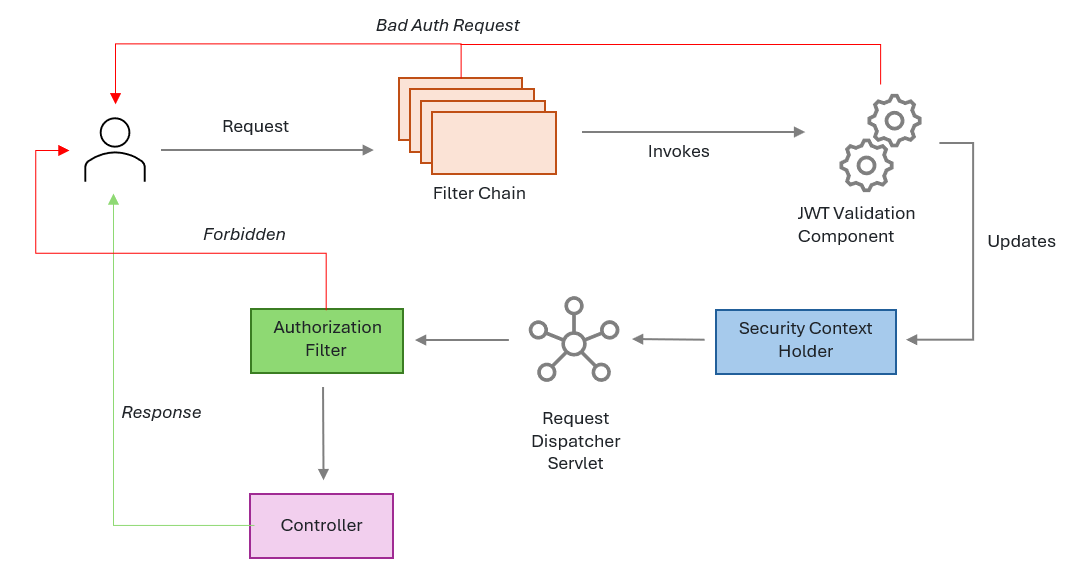 Bad Auth Request
Request
Filter Chain
Invokes
JWT Validation
Component
Updates
Forbidden
Authorization
Filter
Request
Dispatcher
Servlet
Security Context
Holder
Response
Controller